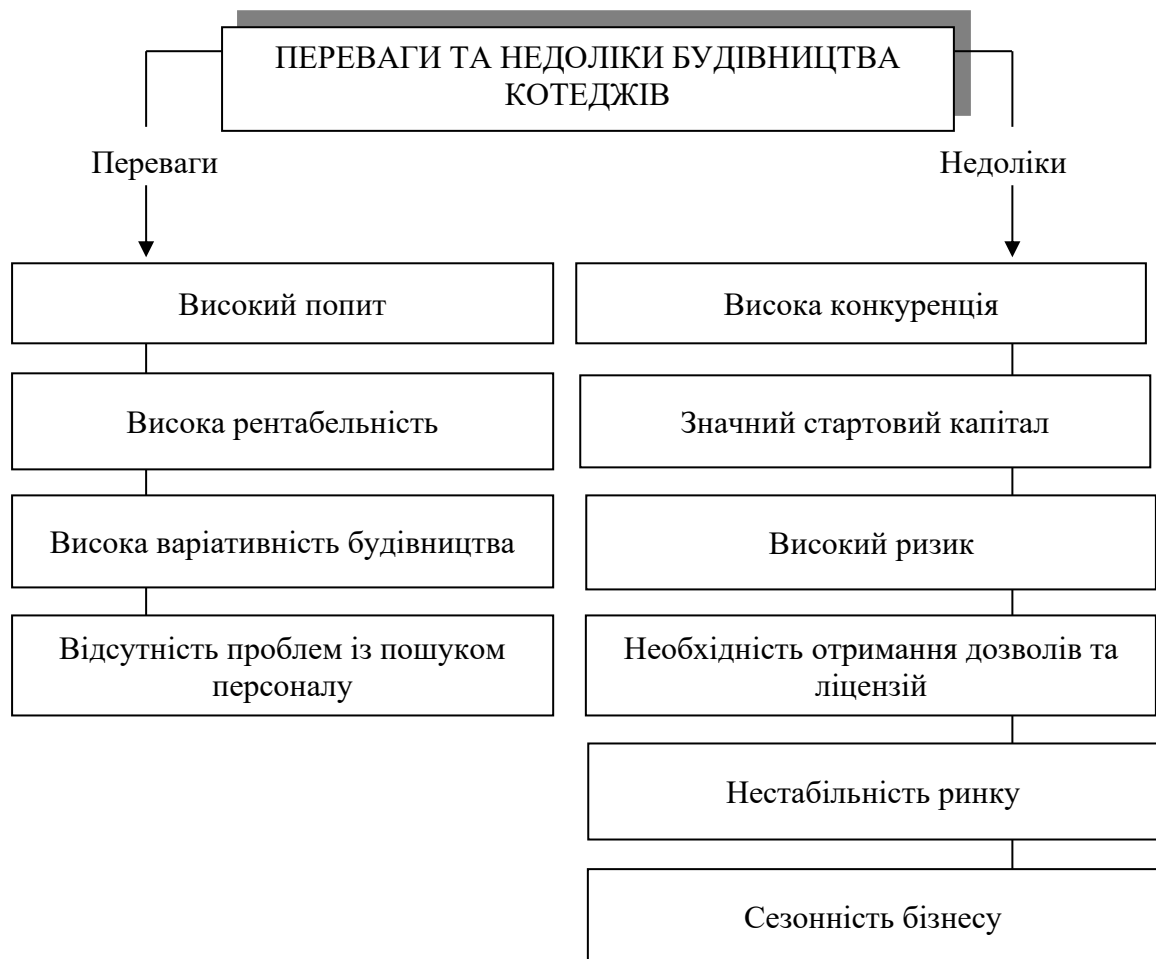 ПЕРЕВАГИ ТА НЕДОЛІКИ БУДІВНИЦТВА
КОТЕДЖІВ
Переваги
Недоліки
Високий попит
Висока рентабельність
Висока варіативність будівництва
Відсутність проблем із пошуком
персоналу
Висока конкуренція
Значний стартовий капітал
Високий ризик
Необхідність отримання дозволів та
ліцензій
Нестабільність ринку
Сезонність бізнесу